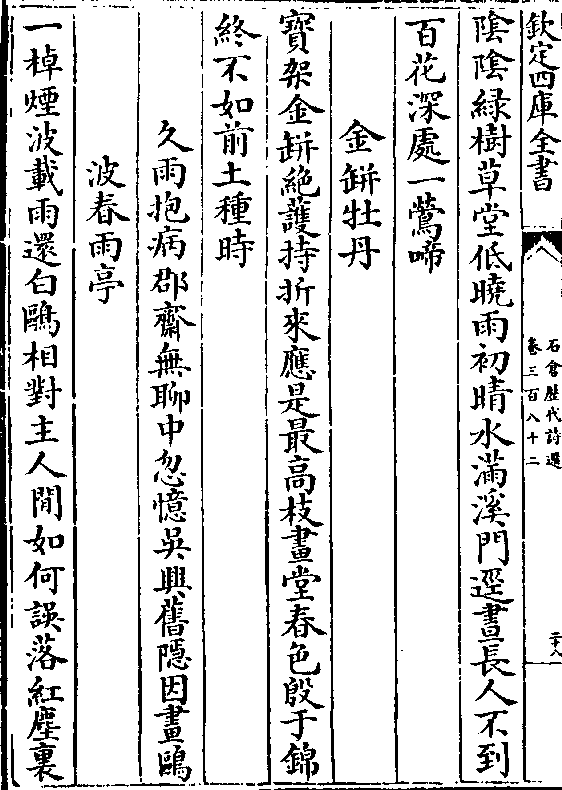 欽定四庫全書
石倉歷代詩選
卷三百八十二
二十八
陰陰緑樹草堂低曉雨初晴水滿溪門逕晝長人不到
百花深處一鶯啼
金缾牡丹
寳架金缾絶䕶持折來應是最高枝畫堂春色殷于錦
終不如前土種時
久雨抱病郡齋無聊中忽憶吳興舊隱因畫鷗
波春雨亭
一棹煙波載雨還白鷗相對主人閒如何誤落紅塵裏